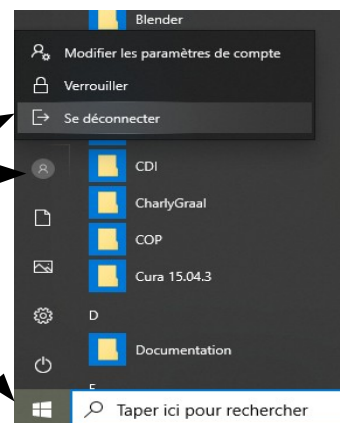 Blender
Modifier les paramètres de compte
Verrouiller
Se déconnecter
CDI
CharlyGraal
COP
Cura 15.04.3
D
Documentation
Taper ici pour rechercher